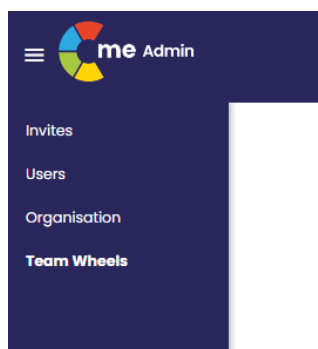 me Admin
Invites
Users
Organisation
Team Wheels